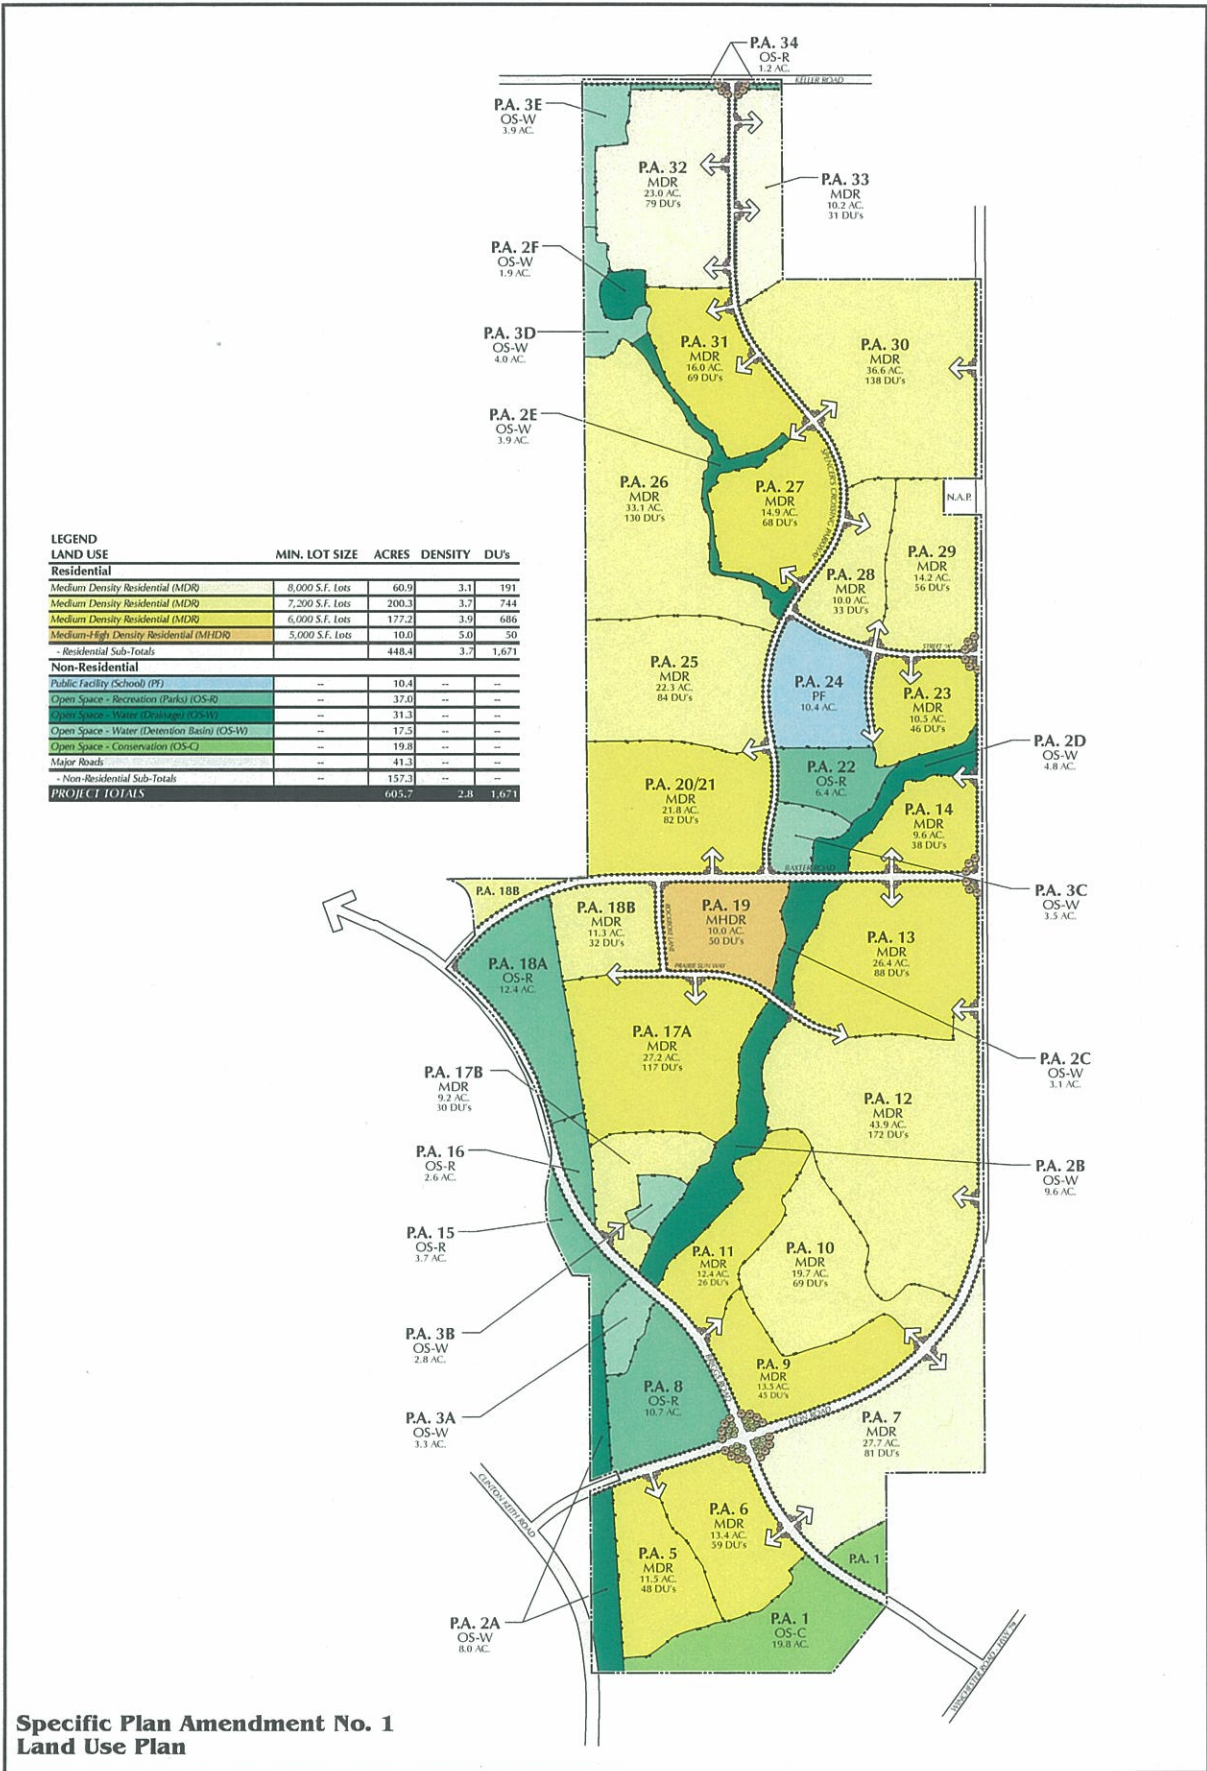 P.A. 34
OS-R
1.2 AC.
KELLER ROAD
P.A. 3E
OS-W
3.9 AC.
P.A. 32
MDR
23.0 AC.
79 DU's
P.A. 33
MDR
10.2 AC.
31 DU's
P.A. 2F
OS-W
1.9 AC.
P.A. 3D
OS-W
4.0 AC.
P.A. 31
MDR
16.0 AC.
69 DU's
P.A. 30
MDR
36.6 AC.
138 DU's
P.A. 2E
OS-W
3.9 AC.
SPENCER'S CROSSING PARKWAY
P.A. 26
MDR
33.1 AC.
130 DU's
P.A. 27
MDR
14.9 AC.
68 DU's
N.A.P.
P.A. 28
MDR
10.0 AC.
33 DU's
P.A. 29
MDR
14.2 AC.
56 DU's
LEGEND
LAND USE MIN. LOT SIZE ACRES DENSITY DU's
Residential
Medium Density Residential (MDR) 8,000 S.F. Lots 60.9 3.1 191
Medium Density Residential (MDR) 7,200 S.F. Lots 200.3 3.7 744
Medium Density Residential (MDR) 6,000 S.F. Lots 177.2 3.9 686
Medium-High Density Residential (MHDR) 5,000 S.F. Lots 10.0 5.0 50
- Residential Sub-Totals 448.4 3.7 1,671
Non-Residential
Public Facility (School) (PF) -- 10.4 -- --
Open Space - Recreation (Parks) (OS-R) -- 37.0 -- --
Open Space - Water (Drainage) (OS-W) -- 31.3 -- --
Open Space - Water (Detention Basin) (OS-W) -- 17.5 -- --
Open Space - Conservation (OS-C) -- 19.8 -- --
Major Roads -- 41.3 -- --
- Non-Residential Sub-Totals -- 157.3 -- --
PROJECT TOTALS 605.7 2.8 1,671
STREET "A"
P.A. 25
MDR
22.3 AC.
84 DU's
P.A. 24
PF
10.4 AC.
P.A. 23
MDR
10.5 AC.
46 DU's
P.A. 2D
OS-W
4.8 AC.
P.A. 20/21
MDR
21.8 AC.
82 DU's
P.A. 22
OS-R
6.4 AC.
P.A. 14
MDR
9.6 AC.
38 DU's
BAXTER ROAD
P.A. 3C
OS-W
3.5 AC.
P.A. 18B
P.A. 18B
MDR
11.3 AC.
32 DU's
P.A. 19
MHDR
10.0 AC.
50 DU's
PRAIRIE SUN WAY
P.A. 13
MDR
26.4 AC.
88 DU's
P.A. 18A
OS-R
12.4 AC.
P.A. 17A
MDR
27.2 AC.
117 DU's
P.A. 2C
OS-W
3.1 AC.
P.A. 17B
MDR
9.2 AC.
30 DU's
P.A. 12
MDR
43.9 AC.
172 DU's
P.A. 16
OS-R
2.6 AC.
P.A. 2B
OS-W
9.6 AC.
P.A. 15
OS-R
3.7 AC.
P.A. 11
MDR
12.4 AC.
26 DU's
P.A. 10
MDR
19.7 AC.
69 DU's
P.A. 3B
OS-W
2.8 AC.
P.A. 9
MDR
13.5 AC.
45 DU's
P.A. 8
OS-R
10.7 AC.
P.A. 3A
OS-W
3.3 AC.
LEON ROAD
P.A. 7
MDR
27.7 AC.
81 DU's
CLINTON KEITH ROAD
P.A. 6
MDR
13.4 AC.
59 DU's
P.A. 5
MDR
11.5 AC.
48 DU's
P.A. 1
P.A. 1
OS-C
19.8 AC.
P.A. 2A
OS-W
8.0 AC.
WINCHESTER ROAD - HWY 79
Specific Plan Amendment No. 1
Land Use Plan